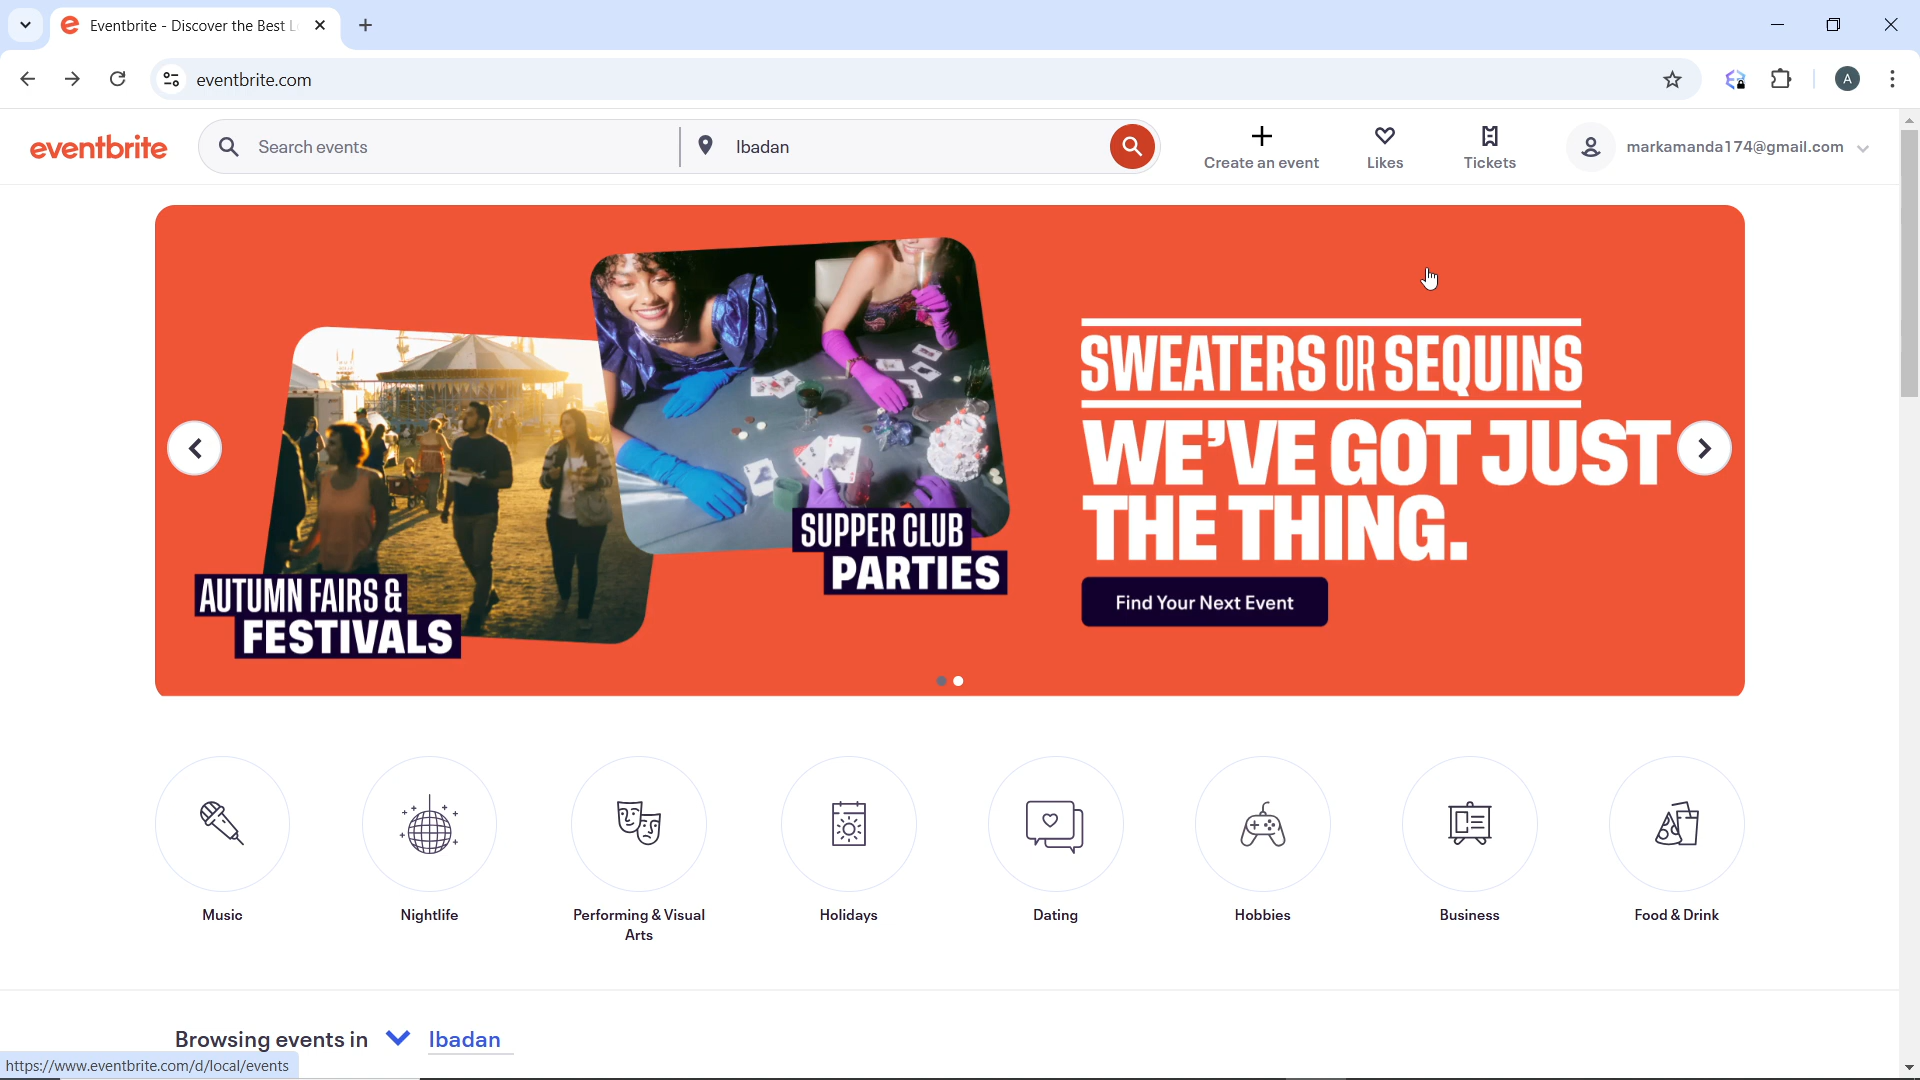 Eventbrite - Discover the Best L
eventbrite.com
A
eventbrite
Search events
Ibadan
Create an event
Likes
Tickets
markamanda174@gmail.com
SWEATERS OR SEQUINS
WE'VE GOT JUST
THE THING.
SUPPER CLUB
PARTIES
AUTUMN FAIRS &
FESTIVALS
Find Your Next Event
Music
Nightlife
Performing & Visual
Arts
Holidays
Dating
Hobbies
Business
Food & Drink
Browsing events in
Ibadan
https://www.eventbrite.com/d/local/events